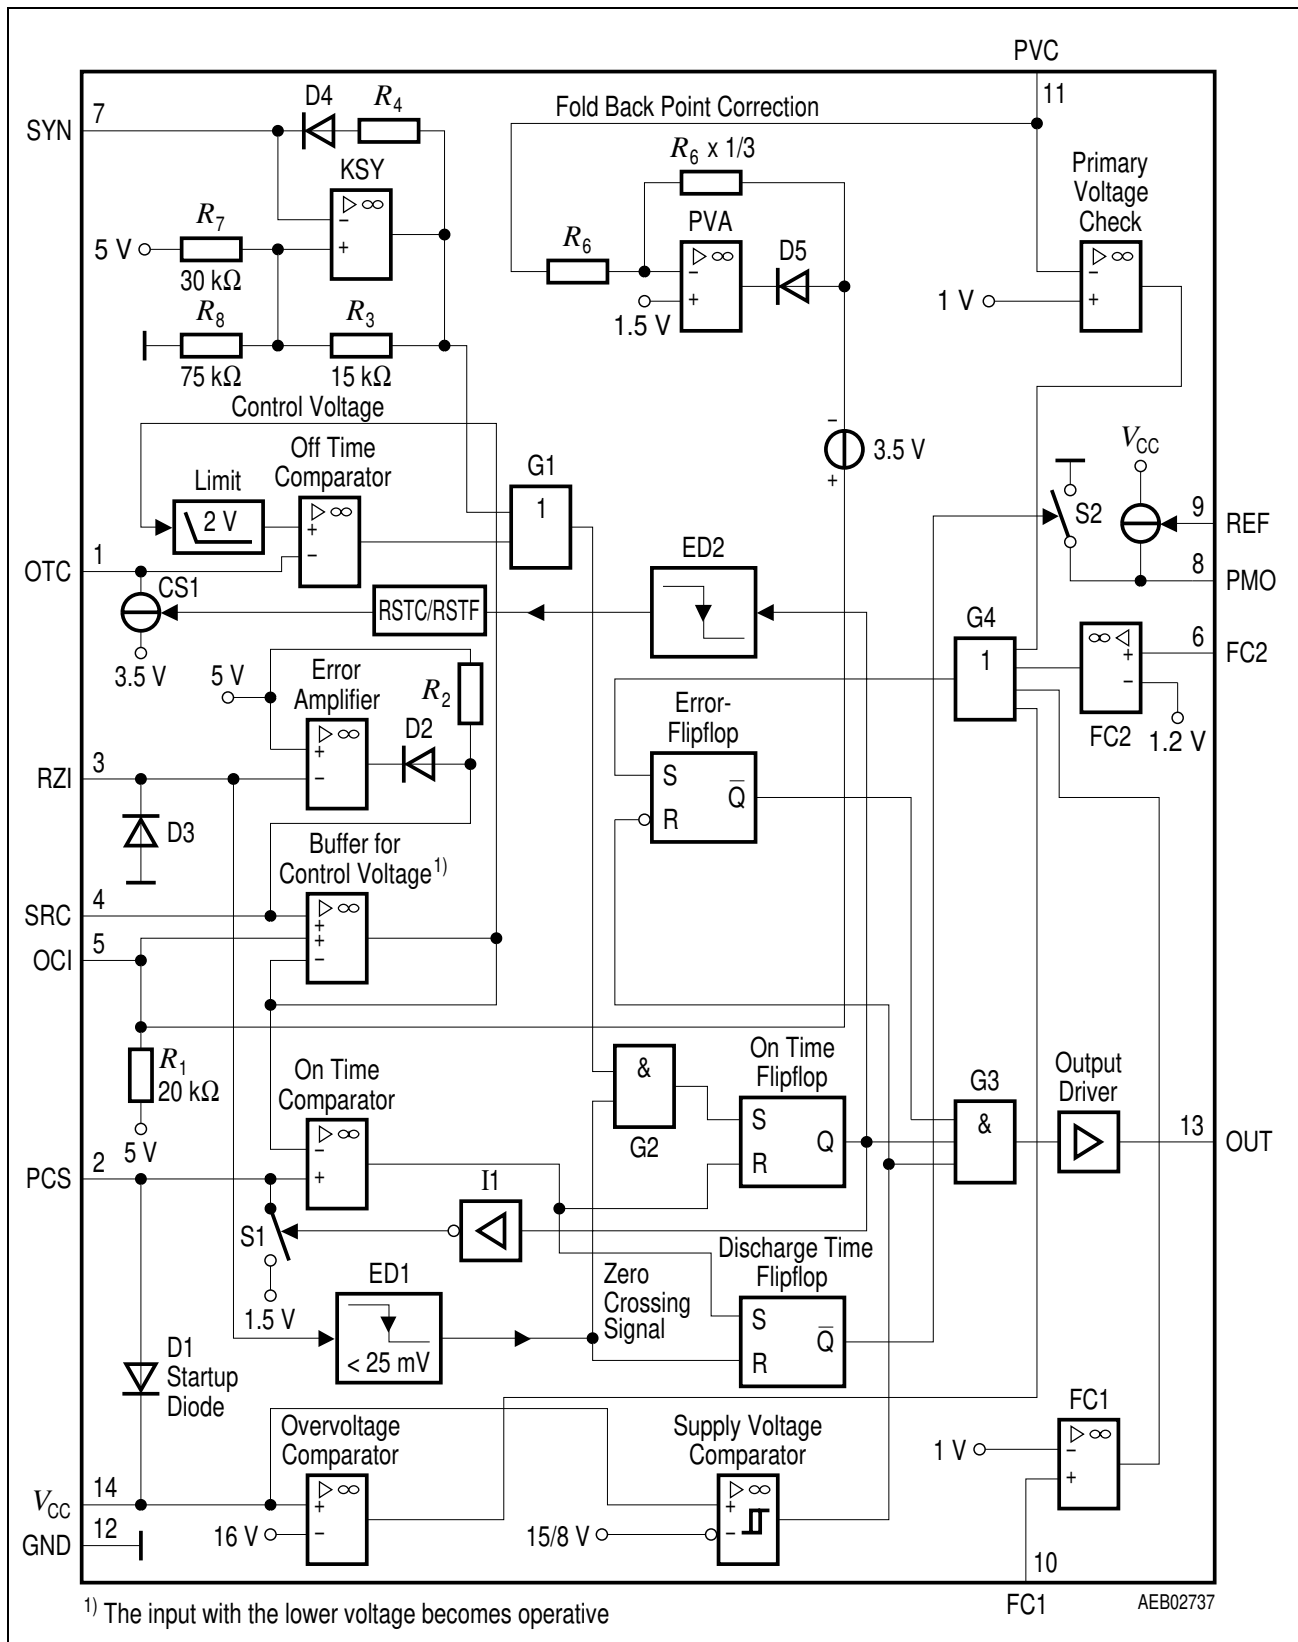 PVC
11
Fold Back Point Correction
7
SYN
D4
R4
KSY
▷ ∞
−
+
R7
5 V
30 kΩ
R8
R3
75 kΩ
15 kΩ
R6 x 1/3
R6
PVA
▷ ∞
−
+
1.5 V
D5
Primary
Voltage
Check
▷ ∞
−
+
1 V
Control Voltage
Limit
2 V
Off Time
Comparator
▷ ∞
+
−
G1
1
−
3.5 V
+
VCC
S2
9
REF
8
PMO
1
OTC
CS1
3.5 V
RSTC/RSTF
ED2
G4
1
∞ ◁
+
−
FC2
6
FC2
1.2 V
5 V
Error
Amplifier
▷ ∞
+
−
R2
D2
Error-
Flipflop
S
R
Q̅
3
RZI
D3
Buffer for
Control Voltage1)
▷ ∞
+
+
−
4
SRC
5
OCI
R1
20 kΩ
5 V
On Time
Comparator
▷ ∞
−
+
&
G2
On Time
Flipflop
S
R
Q
G3
&
Output
Driver
13
OUT
2
PCS
S1
1.5 V
I1
ED1
< 25 mV
Zero
Crossing
Signal
Discharge Time
Flipflop
S
R
Q̅
D1
Startup
Diode
Overvoltage
Comparator
▷ ∞
+
−
16 V
Supply Voltage
Comparator
▷ ∞
+
−
15/8 V
FC1
▷ ∞
−
+
1 V
14
VCC
12
GND
10
FC1
1) The input with the lower voltage becomes operative
AEB02737